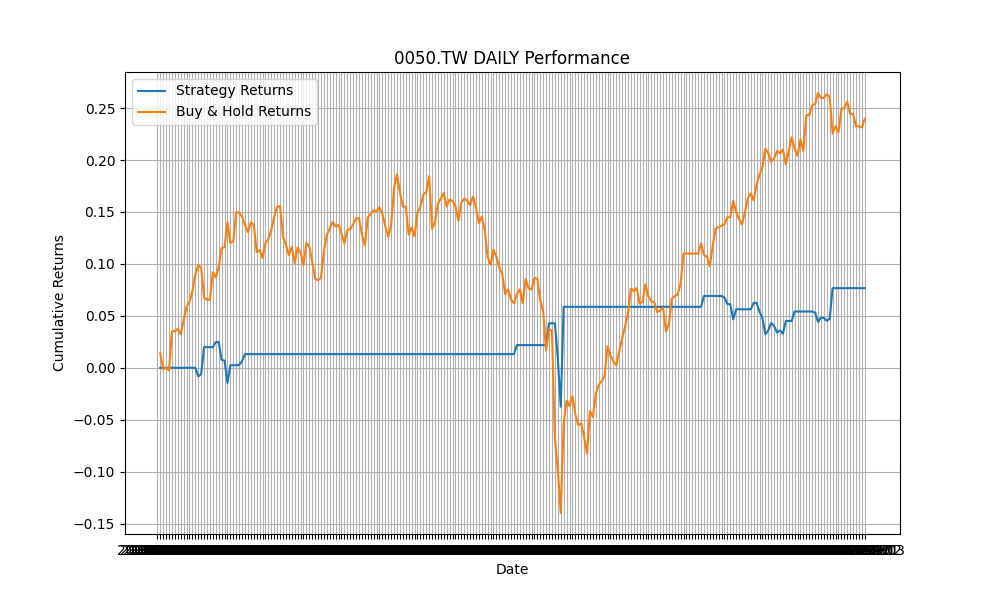 0050.TW DAILY Performance
Strategy Returns
Buy & Hold Returns
0.25
0.20
0.15
0.10
0.05
0.00
−0.05
−0.10
−0.15
Cumulative Returns
Date